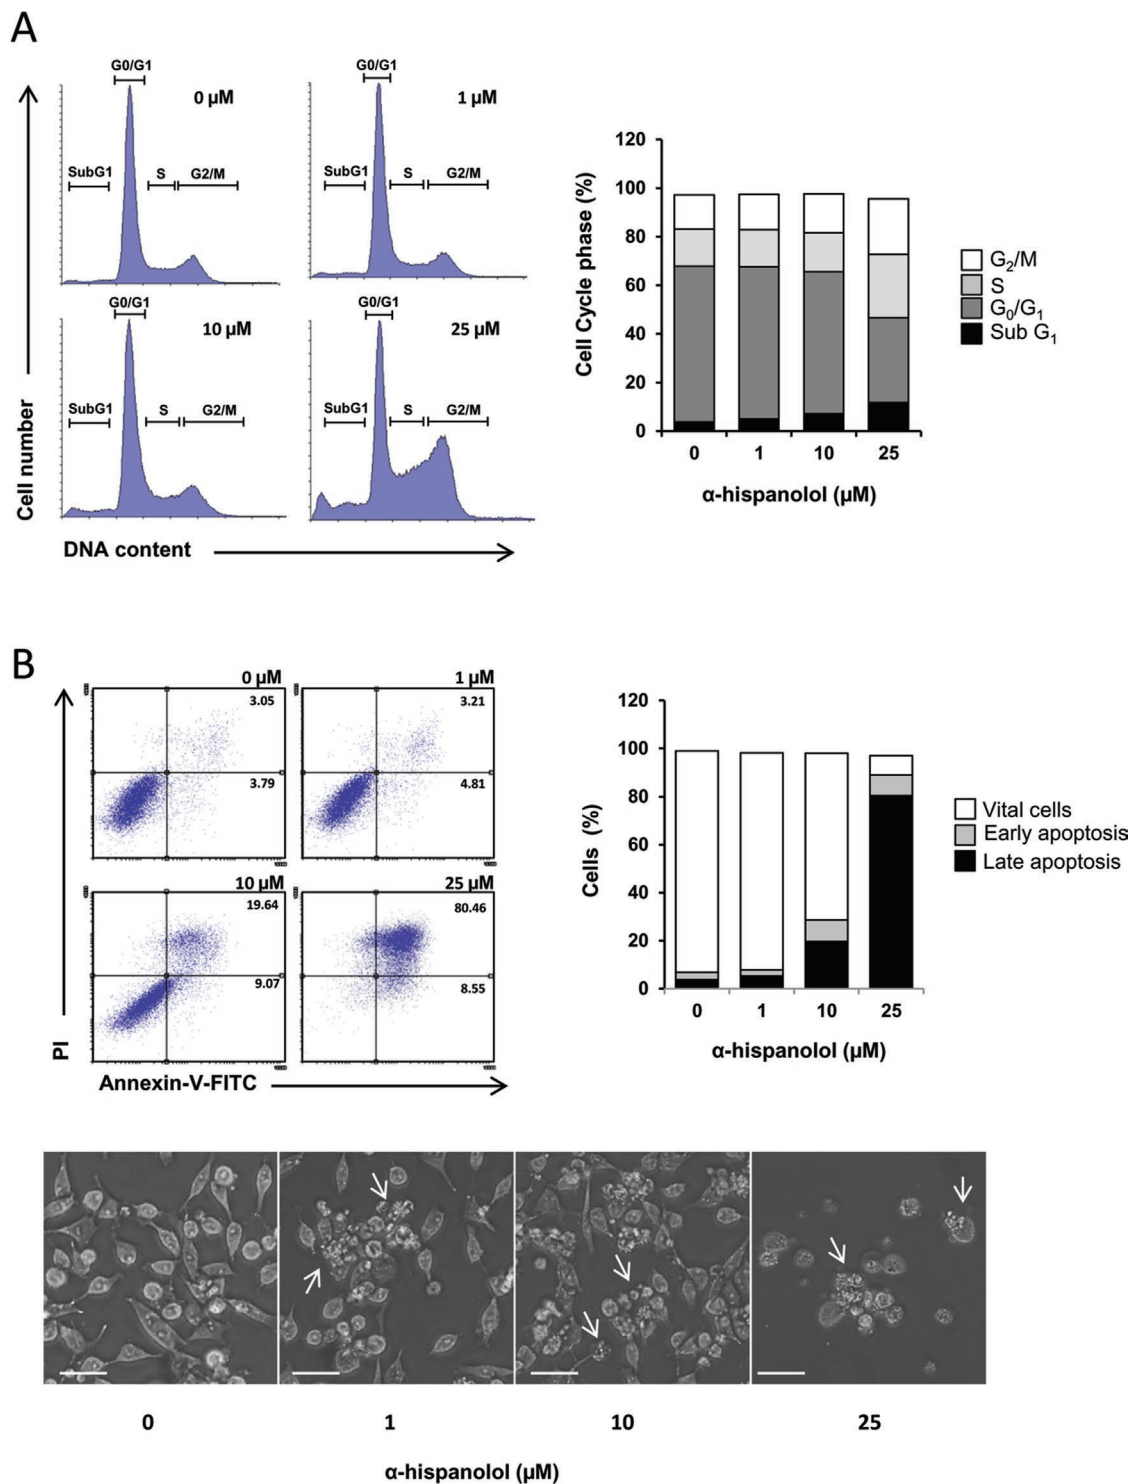 A
G0/G1
0 µM
SubG1
S
G2/M
G0/G1
1 µM
SubG1
S
G2/M
G0/G1
10 µM
SubG1
S
G2/M
G0/G1
25 µM
SubG1
S
G2/M
Cell number
DNA content
Cell Cycle phase (%)
120
100
80
60
40
20
0
0 1 10 25
α-hispanolol (µM)
G₂/M
S
G₀/G₁
Sub G₁
B
0 µM
3.05
3.79
1 µM
3.21
4.81
10 µM
19.64
9.07
25 µM
80.46
8.55
PI
Annexin-V-FITC
Cells (%)
120
100
80
60
40
20
0
0 1 10 25
α-hispanolol (µM)
Vital cells
Early apoptosis
Late apoptosis
0 1 10 25
α-hispanolol (µM)